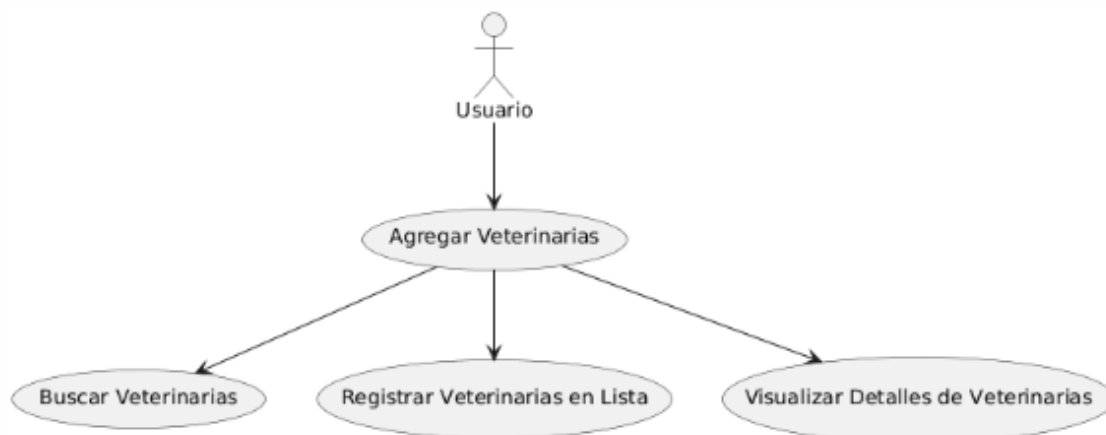 Usuario
Agregar Veterinarias
Buscar Veterinarias
Registrar Veterinarias en Lista
Visualizar Detalles de Veterinarias